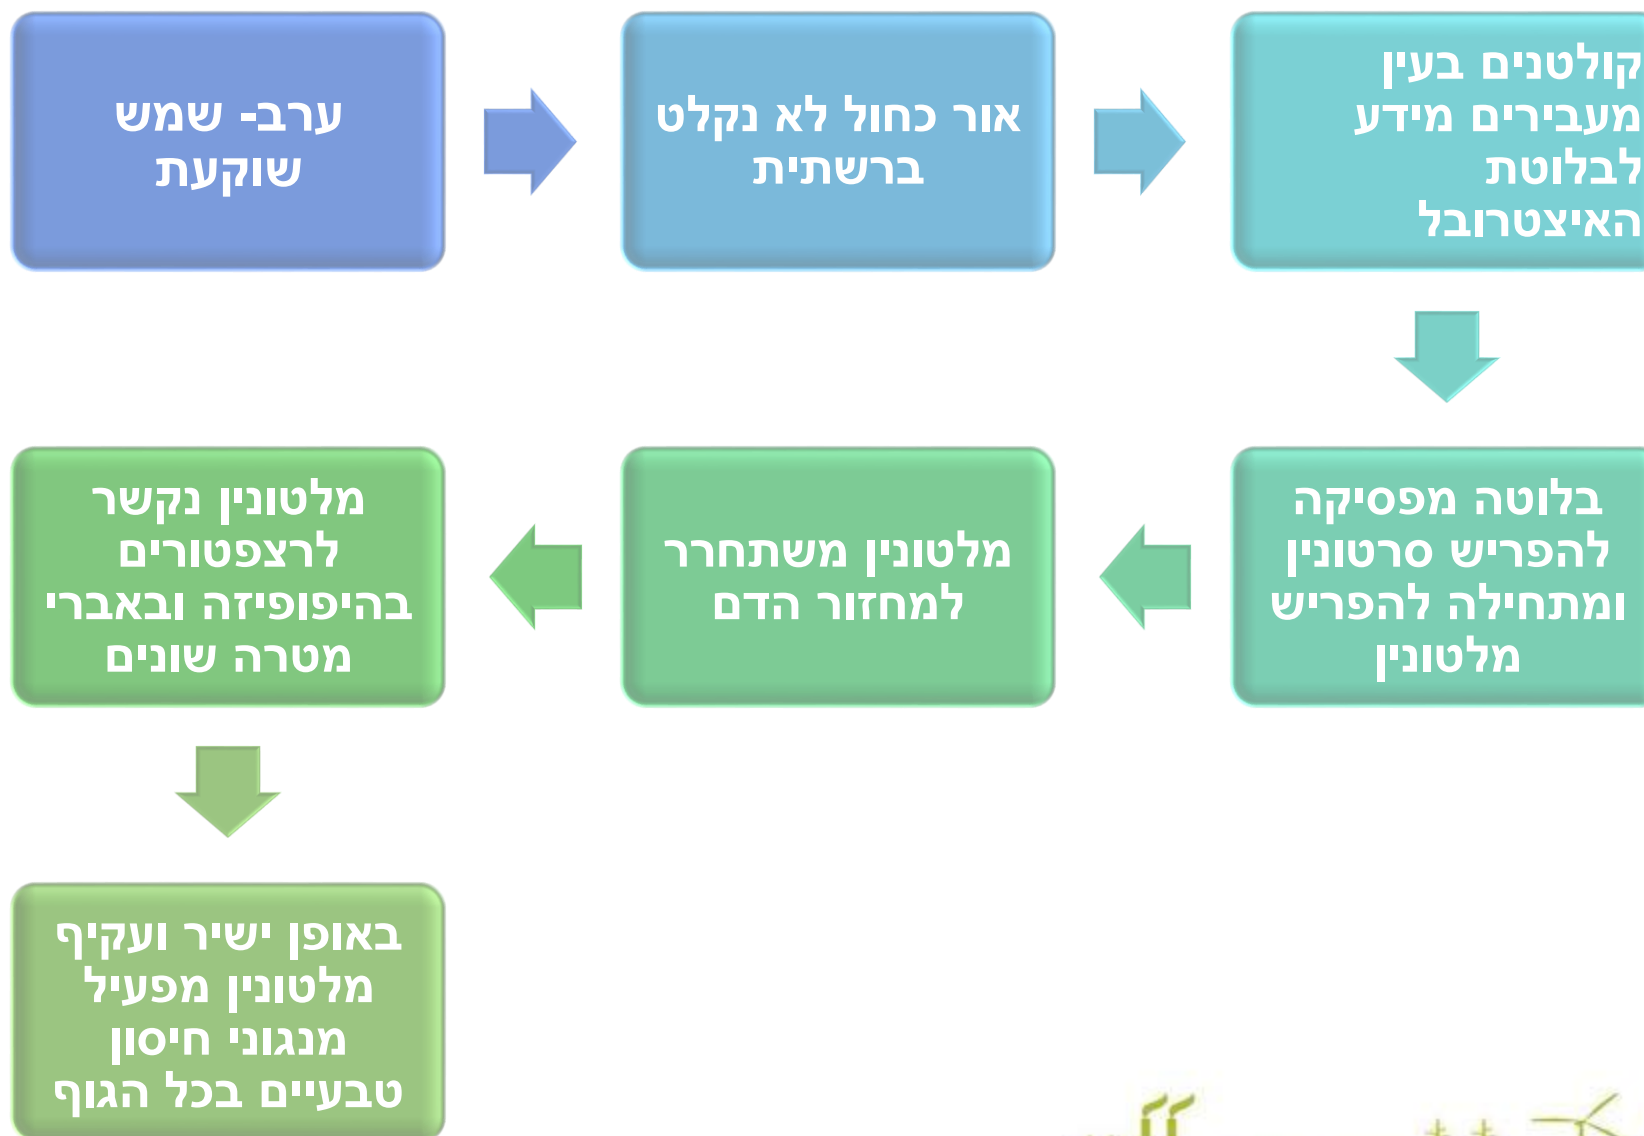 ערב- שמש
שוקעת
אור כחול לא נקלט
ברשתית
קולטנים בעין
מעבירים מידע
לבלוטת
האיצטרובל
בלוטה מפסיקה
להפריש סרטונין
ומתחילה להפריש
מלטונין
מלטונין משתחרר
למחזור הדם
מלטונין נקשר
לרצפטורים
בהיפופיזה ובאברי
מטרה שונים
באופן ישיר ועקיף
מלטונין מפעיל
מנגוני חיסון
טבעיים בכל הגוף